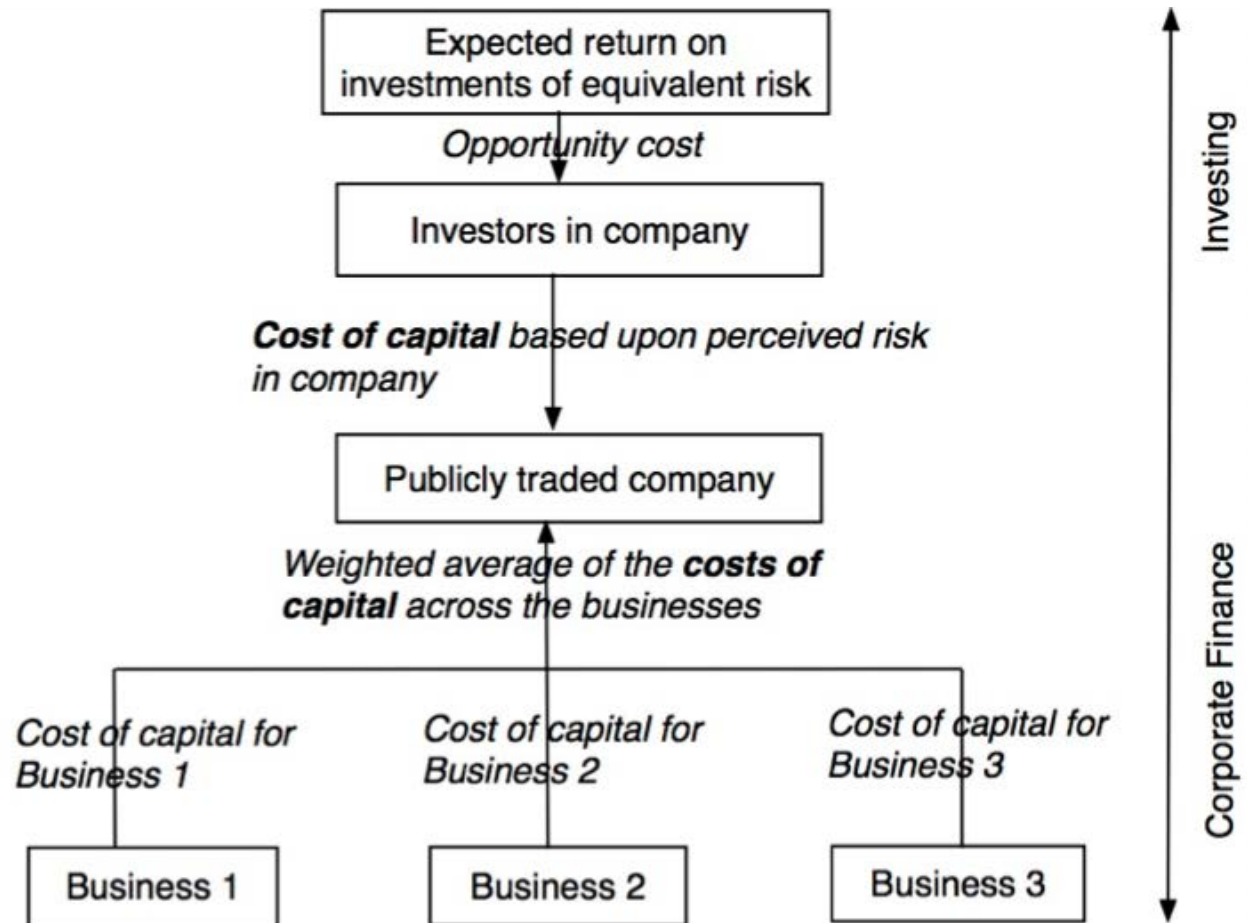 Expected return on
investments of equivalent risk
Opportunity cost
Investors in company
Cost of capital based upon perceived risk
in company
Publicly traded company
Weighted average of the costs of
capital across the businesses
Cost of capital for
Business 1
Cost of capital for
Business 2
Cost of capital for
Business 3
Business 1
Business 2
Business 3
Investing
Corporate Finance